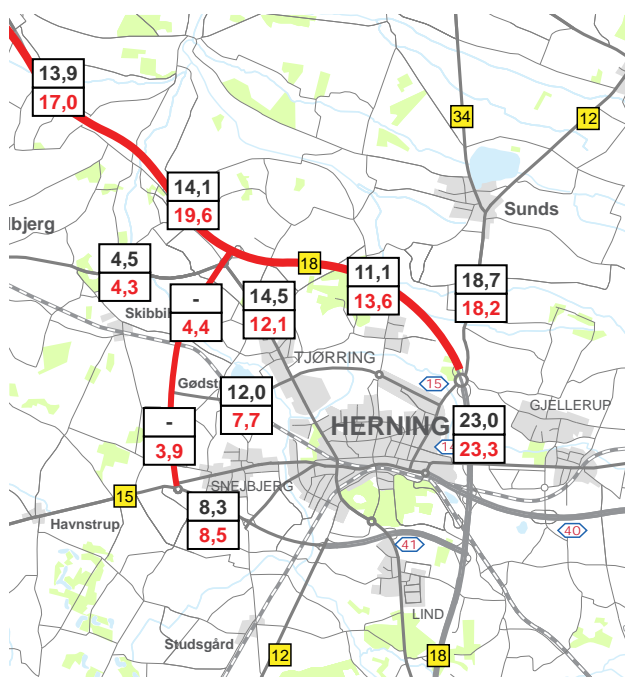 13,9
17,0
34
12
14,1
19,6
Sunds
lbjerg
4,5
4,3
18
11,1
13,6
18,7
18,2
-
4,4
14,5
12,1
Skibbil
TJØRRING
15
Gødst
12,0
7,7
GJELLERUP
HERNING
23,0
23,3
14
-
3,9
SNEJBJERG
15
8,3
8,5
Havnstrup
40
41
LIND
Studsgård
12
18